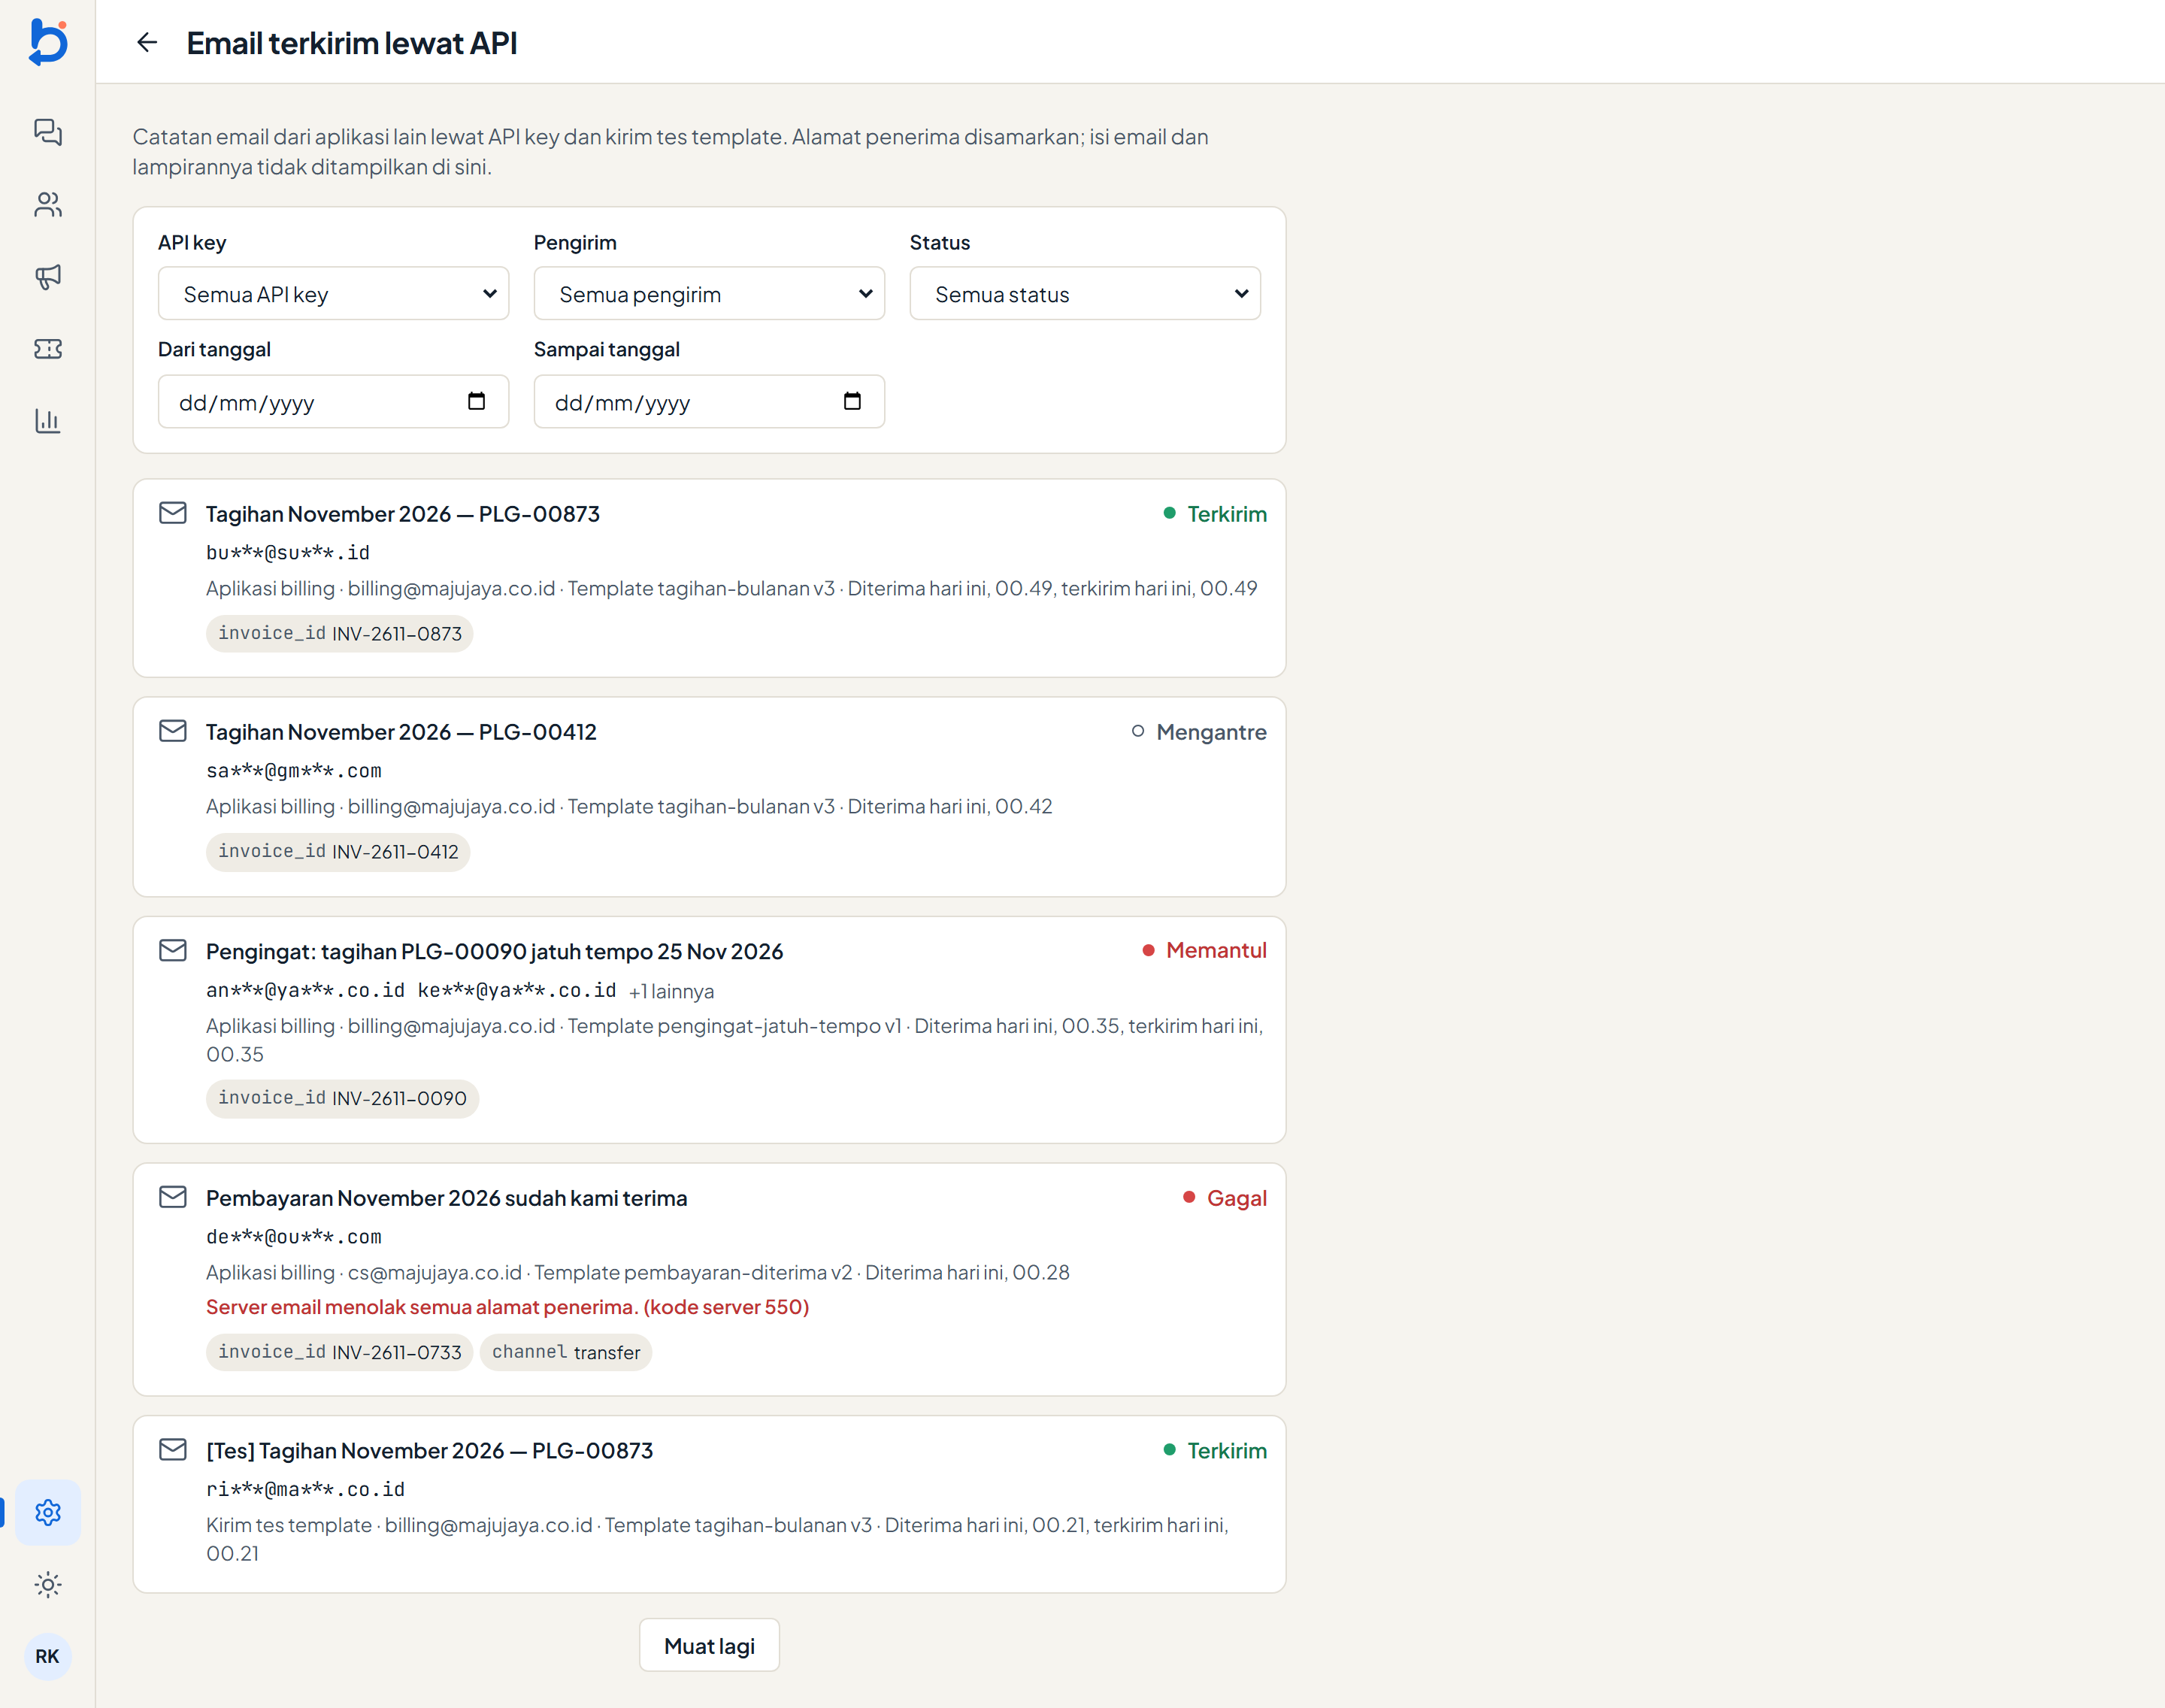 Email terkirim lewat API
Catatan email dari aplikasi lain lewat API key dan kirim tes template. Alamat penerima disamarkan; isi email dan
lampirannya tidak ditampilkan di sini.
API key
Pengirim
Status
Semua API key
Semua pengirim
Semua status
Dari tanggal
Sampai tanggal
dd/mm/yyyy
dd/mm/yyyy
Tagihan November 2026 — PLG-00873
Terkirim
bu***@su***.id
Aplikasi billing · billing@majujaya.co.id · Template tagihan-bulanan v3 · Diterima hari ini, 00.49, terkirim hari ini, 00.49
invoice_id INV-2611-0873
Tagihan November 2026 — PLG-00412
Mengantre
sa***@gm***.com
Aplikasi billing · billing@majujaya.co.id · Template tagihan-bulanan v3 · Diterima hari ini, 00.42
invoice_id INV-2611-0412
Pengingat: tagihan PLG-00090 jatuh tempo 25 Nov 2026
Memantul
an***@ya***.co.id ke***@ya***.co.id +1 lainnya
Aplikasi billing · billing@majujaya.co.id · Template pengingat-jatuh-tempo v1 · Diterima hari ini, 00.35, terkirim hari ini,
00.35
invoice_id INV-2611-0090
Pembayaran November 2026 sudah kami terima
Gagal
de***@ou***.com
Aplikasi billing · cs@majujaya.co.id · Template pembayaran-diterima v2 · Diterima hari ini, 00.28
Server email menolak semua alamat penerima. (kode server 550)
invoice_id INV-2611-0733 channel transfer
[Tes] Tagihan November 2026 — PLG-00873
Terkirim
ri***@ma***.co.id
Kirim tes template · billing@majujaya.co.id · Template tagihan-bulanan v3 · Diterima hari ini, 00.21, terkirim hari ini,
00.21
Muat lagi
RK